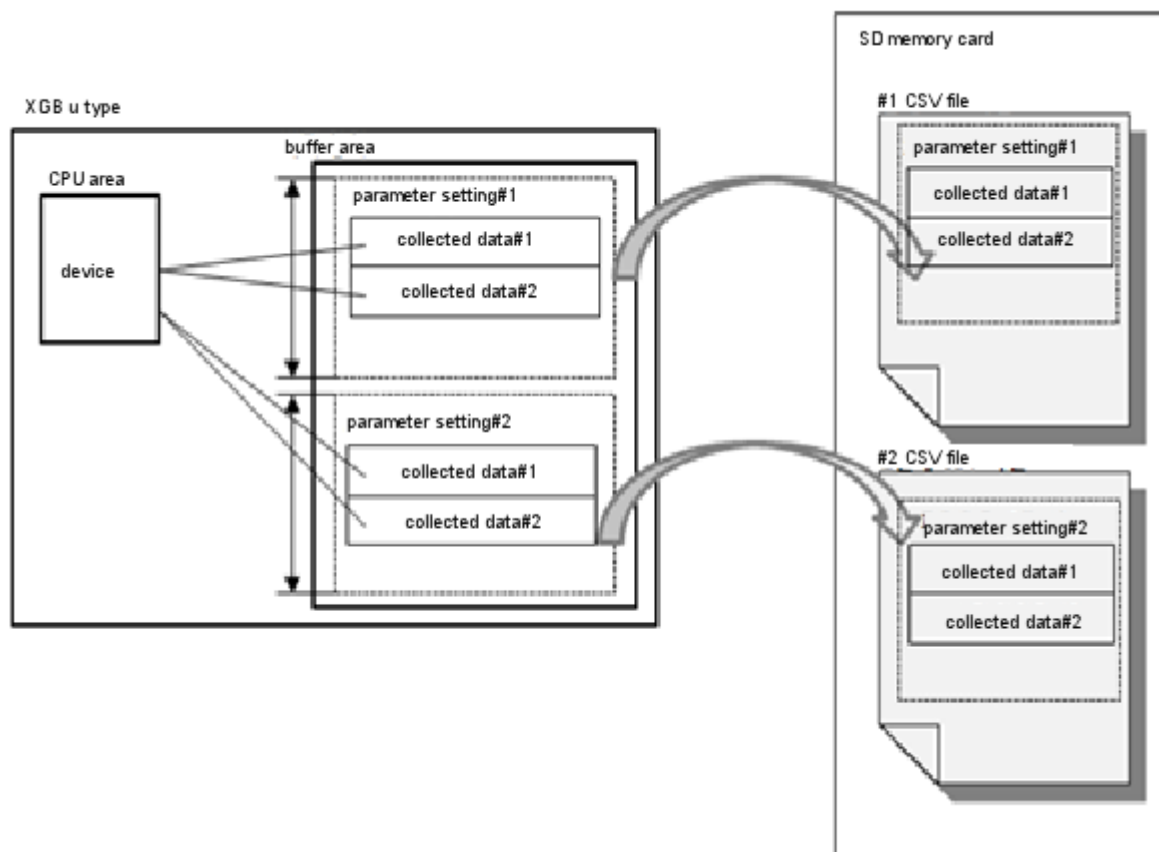 XGB u type
CPU area
device
buffer area
parameter setting#1
collected data#1
collected data#2
parameter setting#2
collected data#1
collected data#2
SD memory card
#1 CSV file
parameter setting#1
collected data#1
collected data#2
#2 CSV file
parameter setting#2
collected data#1
collected data#2